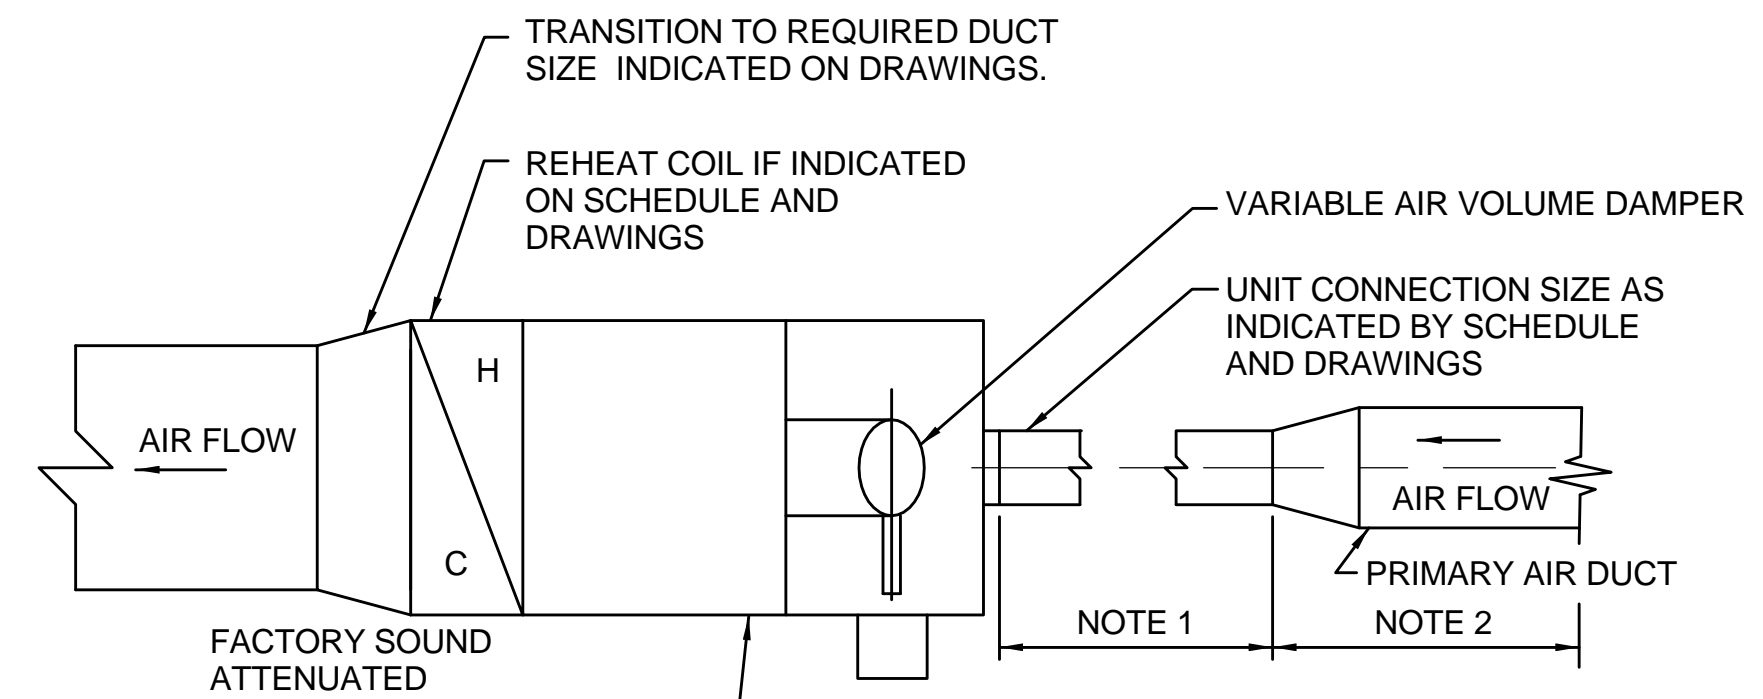 TRANSITION TO REQUIRED DUCT
SIZE INDICATED ON DRAWINGS.
REHEAT COIL IF INDICATED
ON SCHEDULE AND
DRAWINGS
VARIABLE AIR VOLUME DAMPER
UNIT CONNECTION SIZE AS
INDICATED BY SCHEDULE
AND DRAWINGS
H
AIR FLOW
AIR FLOW
C
PRIMARY AIR DUCT
NOTE 1
NOTE 2
FACTORY SOUND
ATTENUATED